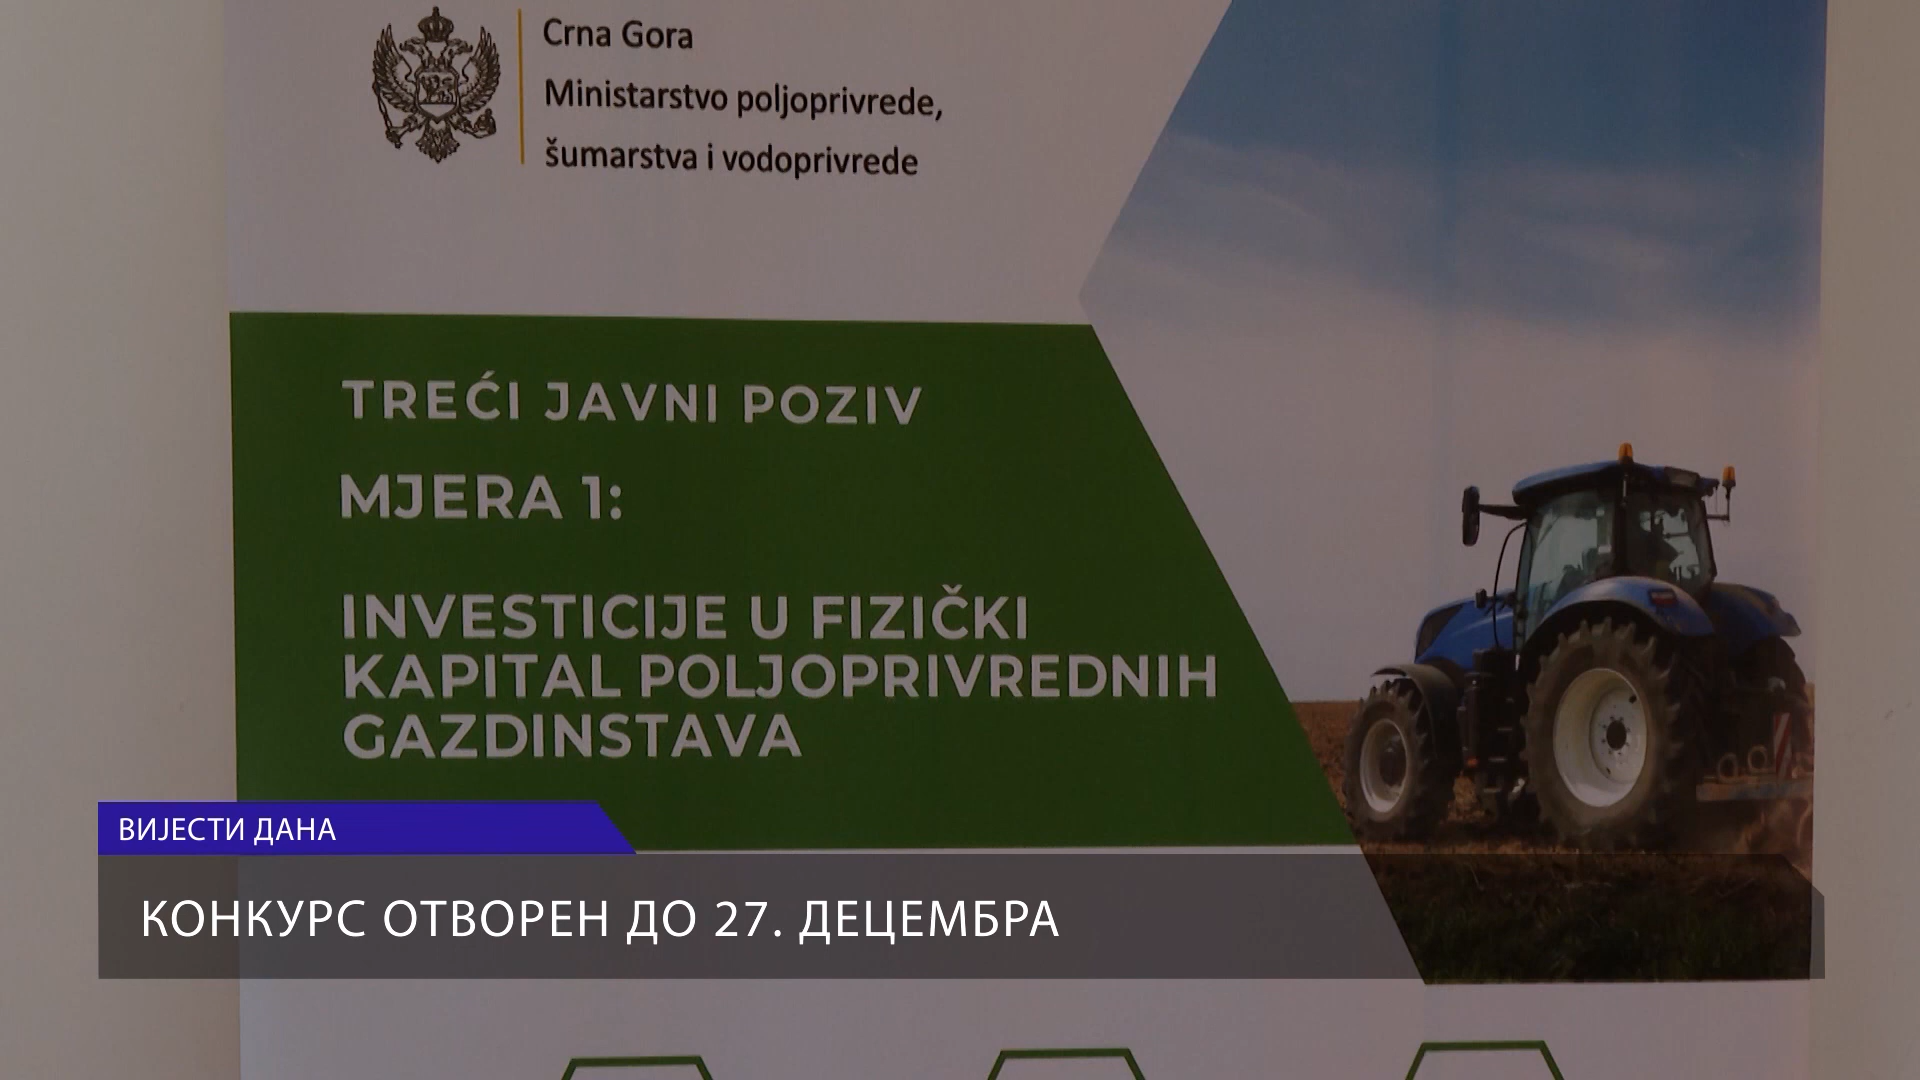 Crna Gora
Ministarstvo poljoprivrede,
šumarstva i vodoprivrede
TREĆI JAVNI POZIV
MJERA 1:
INVESTICIJE U FIZIČKI
KAPITAL POLJOPRIVREDNIH
GAZDINSTAVA
ВИЈЕСТИ ДАНА
КОНКУРС ОТВОРЕН ДО 27. ДЕЦЕМБРА